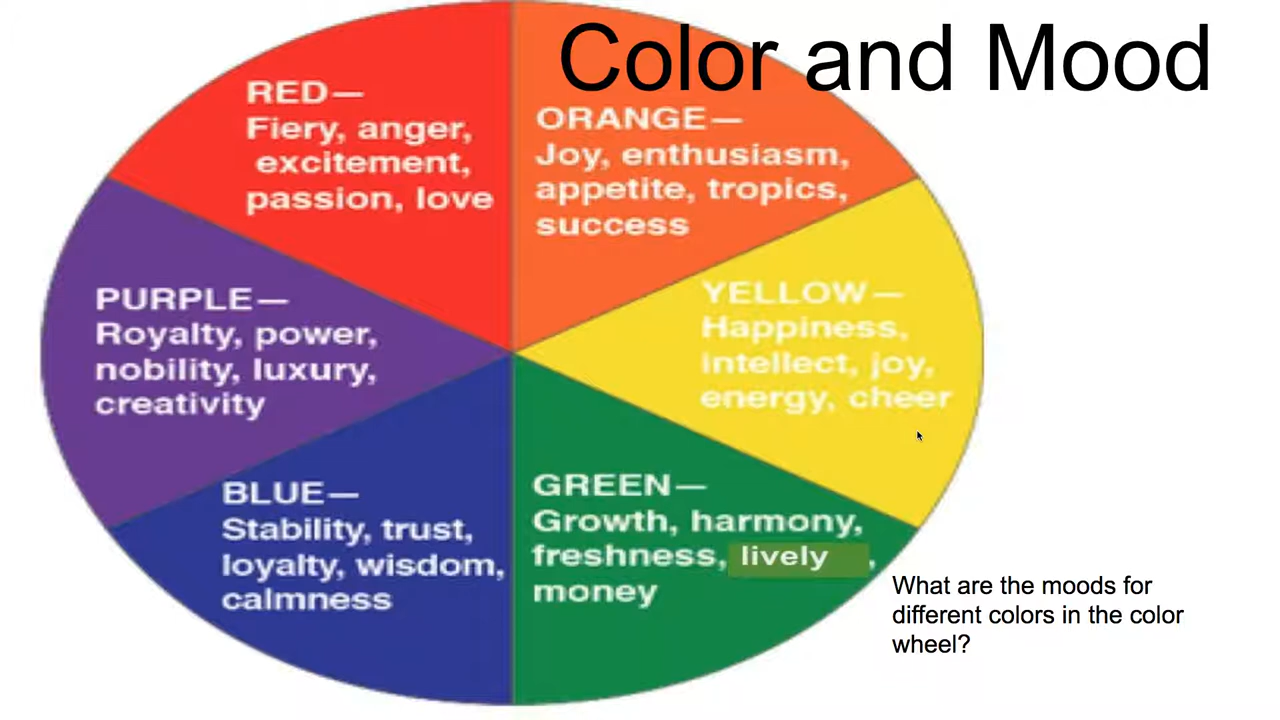 Color and Mood
RED—
Fiery, anger,
excitement,
passion, love
ORANGE—
Joy, enthusiasm,
appetite, tropics,
success
YELLOW—
Happiness,
intellect, joy,
energy, cheer
GREEN—
Growth, harmony,
freshness, lively ,
money
BLUE—
Stability, trust,
loyalty, wisdom,
calmness
PURPLE—
Royalty, power,
nobility, luxury,
creativity
What are the moods for
different colors in the color
wheel?